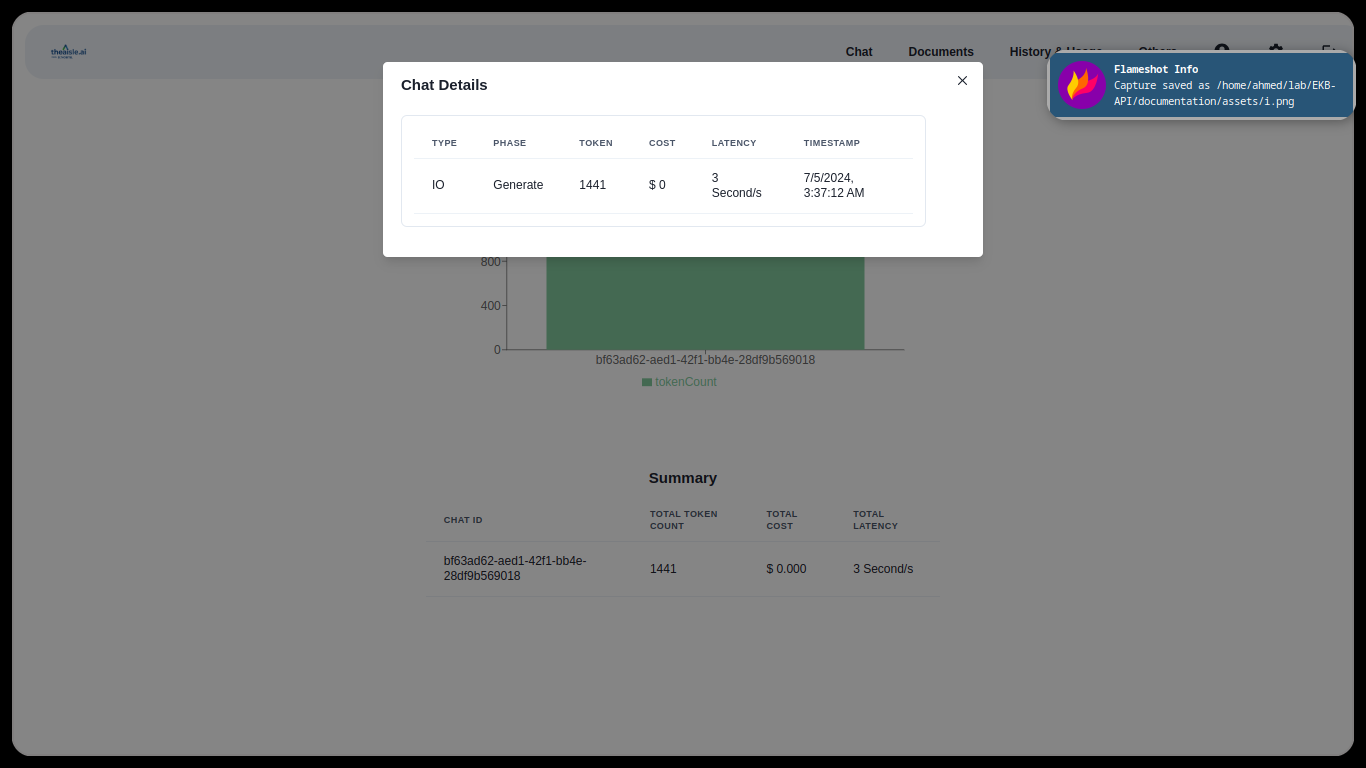 theaisle.ai
Chat Documents History & Usage Others
Flameshot Info
Capture saved as /home/ahmed/lab/EKB-
API/documentation/assets/i.png
Chat Details
TYPE PHASE TOKEN COST LATENCY TIMESTAMP
IO Generate 1441 $ 0 3 Second/s 7/5/2024, 3:37:12 AM
800
400
0
bf63ad62-aed1-42f1-bb4e-28df9b569018
tokenCount
Summary
CHAT ID TOTAL TOKEN COUNT TOTAL COST TOTAL LATENCY
bf63ad62-aed1-42f1-bb4e-
28df9b569018 1441 $ 0.000 3 Second/s